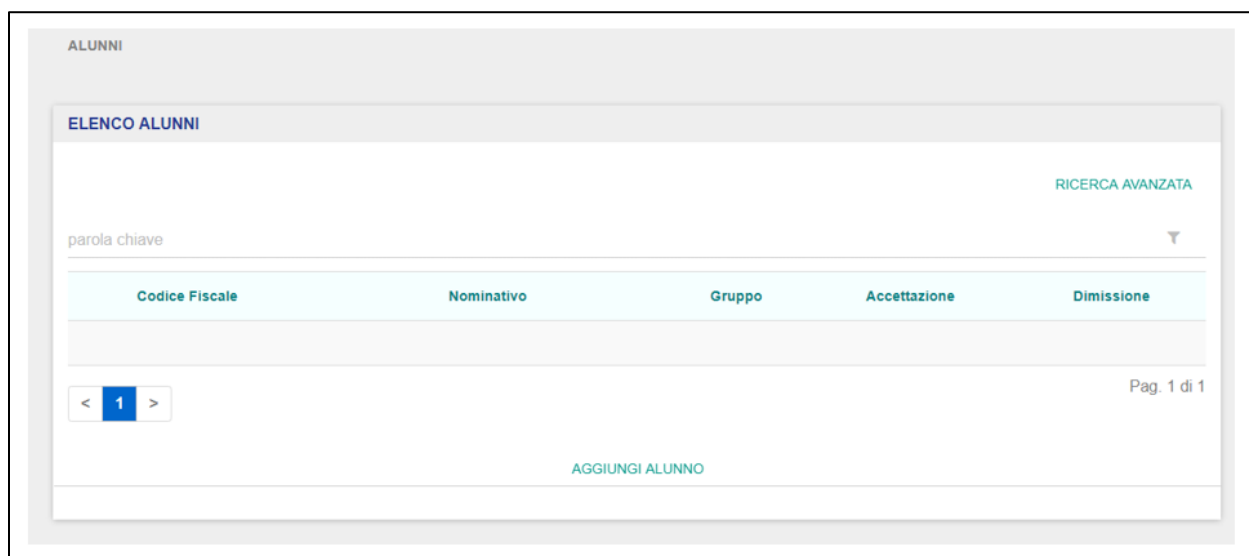 ALUNNI
ELENCO ALUNNI
RICERCA AVANZATA
parola chiave
Codice Fiscale Nominativo Gruppo Accettazione Dimissione
< 1 > Pag. 1 di 1
AGGIUNGI ALUNNO